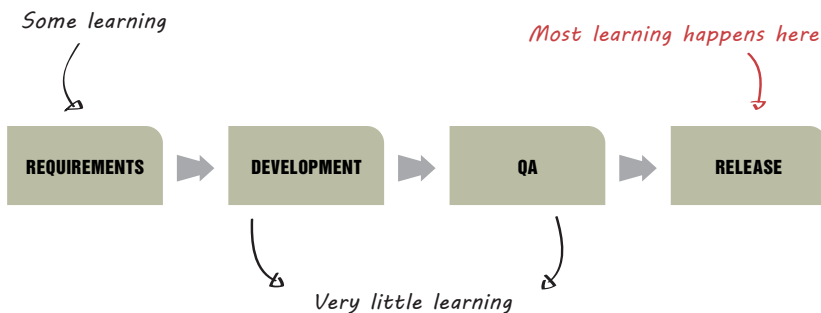 Some learning
Most learning happens here
REQUIREMENTS
DEVELOPMENT
QA
RELEASE
Very little learning